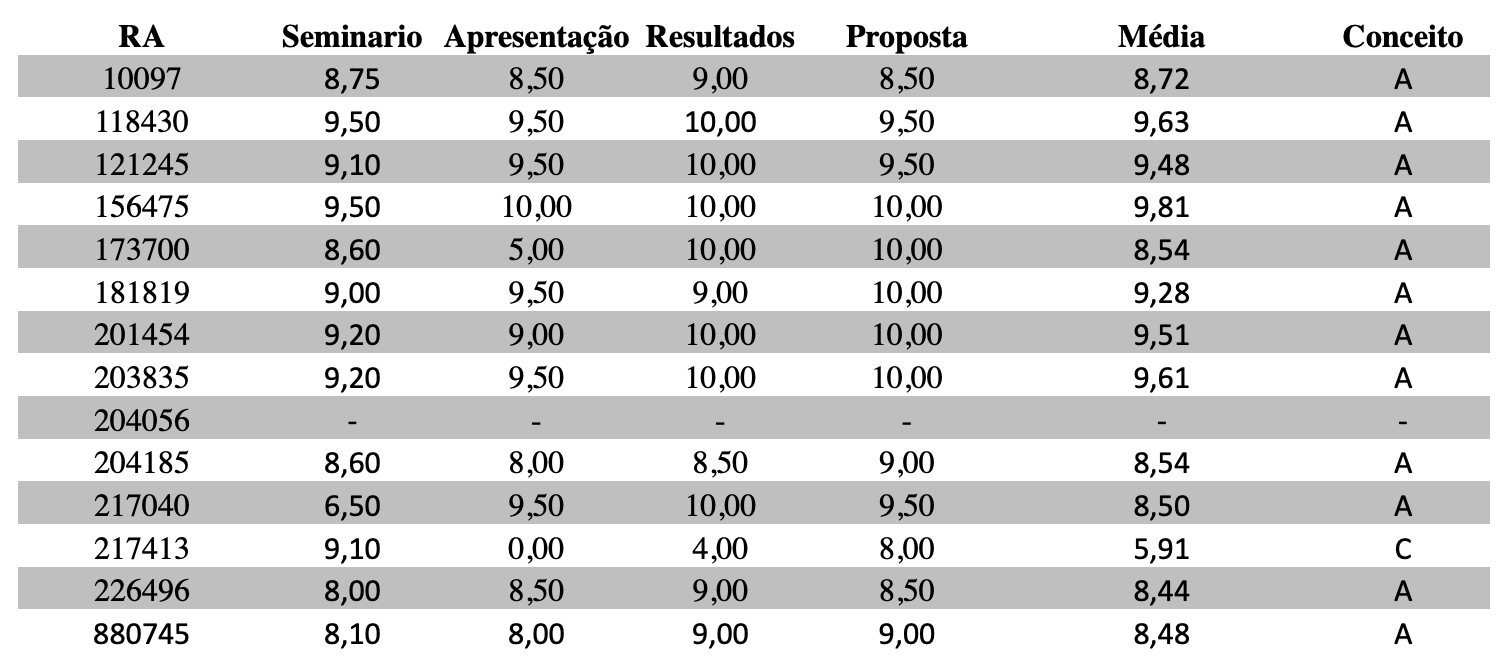 RA Seminario Apresentação Resultados Proposta Média Conceito
10097 8,75 8,50 9,00 8,50 8,72 A
118430 9,50 9,50 10,00 9,50 9,63 A
121245 9,10 9,50 10,00 9,50 9,48 A
156475 9,50 10,00 10,00 10,00 9,81 A
173700 8,60 5,00 10,00 10,00 8,54 A
181819 9,00 9,50 9,00 10,00 9,28 A
201454 9,20 9,00 10,00 10,00 9,51 A
203835 9,20 9,50 10,00 10,00 9,61 A
204056 - - - - - -
204185 8,60 8,00 8,50 9,00 8,54 A
217040 6,50 9,50 10,00 9,50 8,50 A
217413 9,10 0,00 4,00 8,00 5,91 C
226496 8,00 8,50 9,00 8,50 8,44 A
880745 8,10 8,00 9,00 9,00 8,48 A